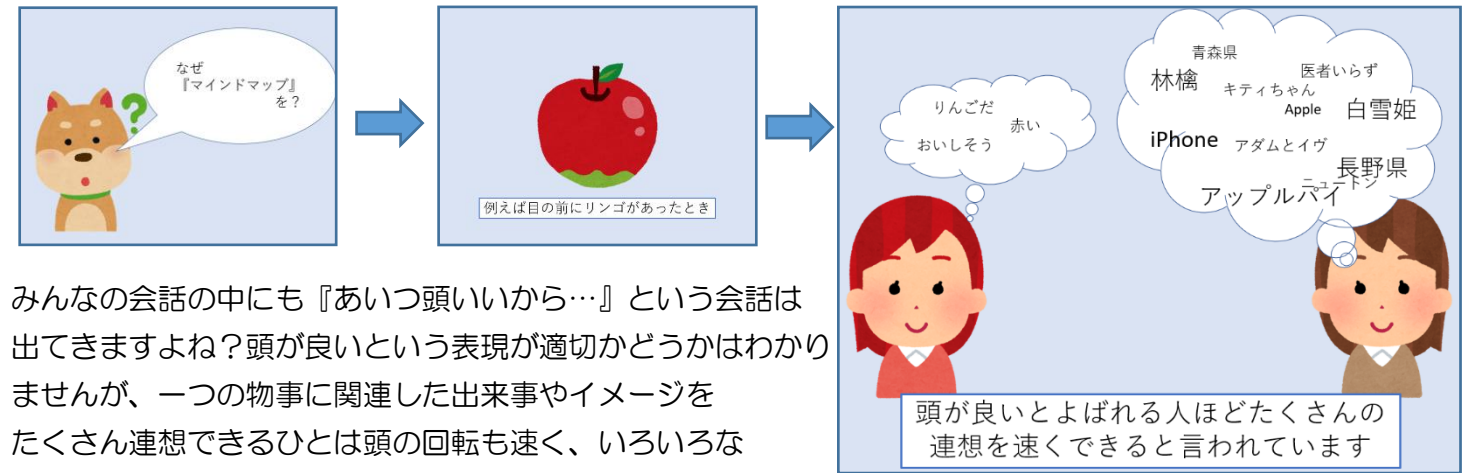 なぜ
『マインドマップ』
を?
例えば目の前にリンゴがあったとき
りんごだ
赤い
おいしそう
青森県
医者いらず
林檎
キティちゃん
Apple
白雪姫
iPhone
アダムとイヴ
長野県
ニュートン
アップルパイ
頭が良いとよばれる人ほどたくさんの
連想を速くできると言われています
みんなの会話の中にも『あいつ頭いいから…』という会話は
出てきますよね?頭が良いという表現が適切かどうかはわかり
ませんが、一つの物事に関連した出来事やイメージを
たくさん連想できるひとは頭の回転も速く、いろいろな